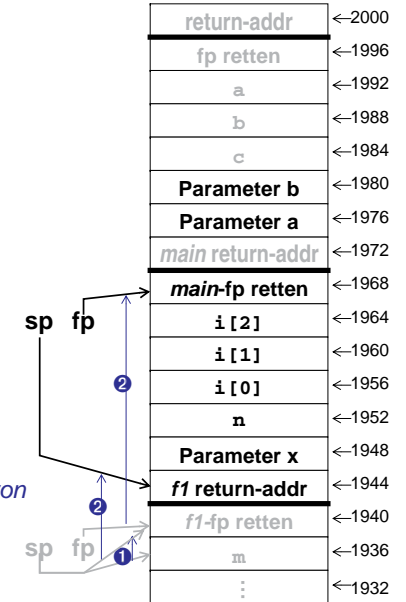 return-addr ←2000
fp retten ←1996
a ←1992
b ←1988
c ←1984
Parameter b ←1980
Parameter a ←1976
main return-addr ←1972
main-fp retten ←1968
sp fp
i[2] ←1964
i[1] ←1960
❷
i[0] ←1956
n ←1952
Parameter x ←1948
von
f1 return-addr ←1944
❷
f1-fp retten ←1940
sp fp
❶
m ←1936
⋮ ←1932